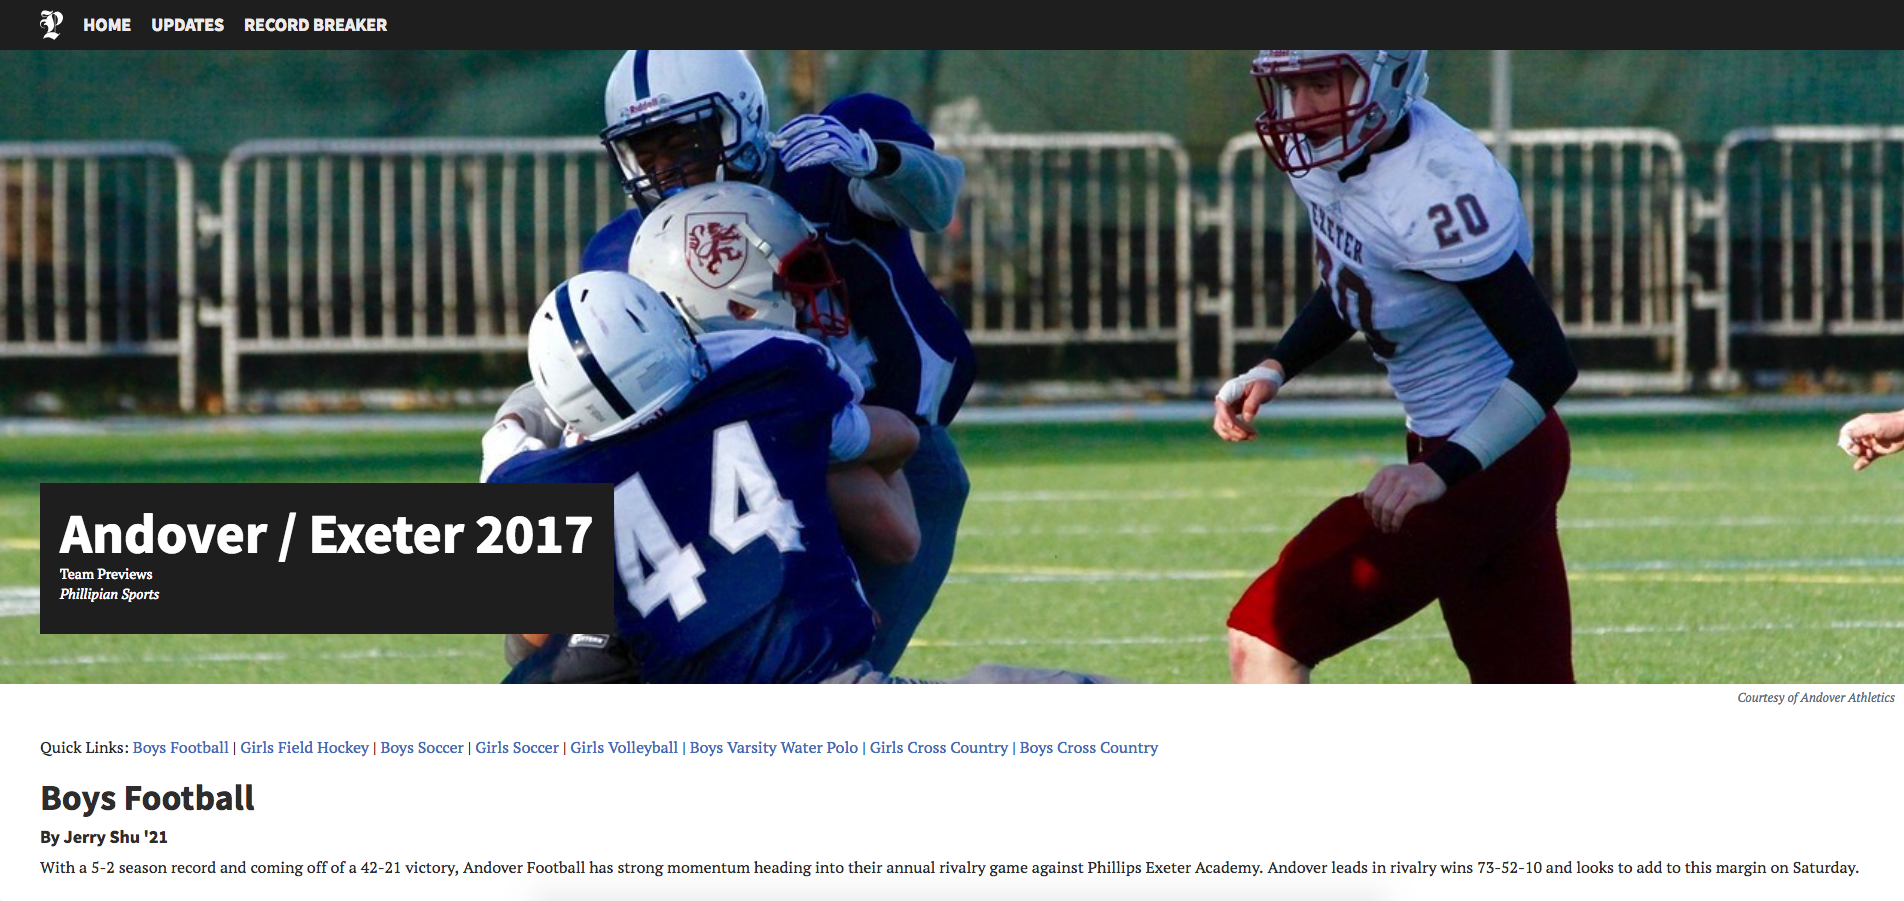 HOME UPDATES RECORD BREAKER
Riddell
20
EXETER
44
Andover / Exeter 2017
Team Previews
Phillipian Sports
Courtesy of Andover Athletics
Quick Links: Boys Football | Girls Field Hockey | Boys Soccer | Girls Soccer | Girls Volleyball | Boys Varsity Water Polo | Girls Cross Country | Boys Cross Country
Boys Football
By Jerry Shu '21
With a 5-2 season record and coming off of a 42-21 victory, Andover Football has strong momentum heading into their annual rivalry game against Phillips Exeter Academy. Andover leads in rivalry wins 73-52-10 and looks to add to this margin on Saturday.